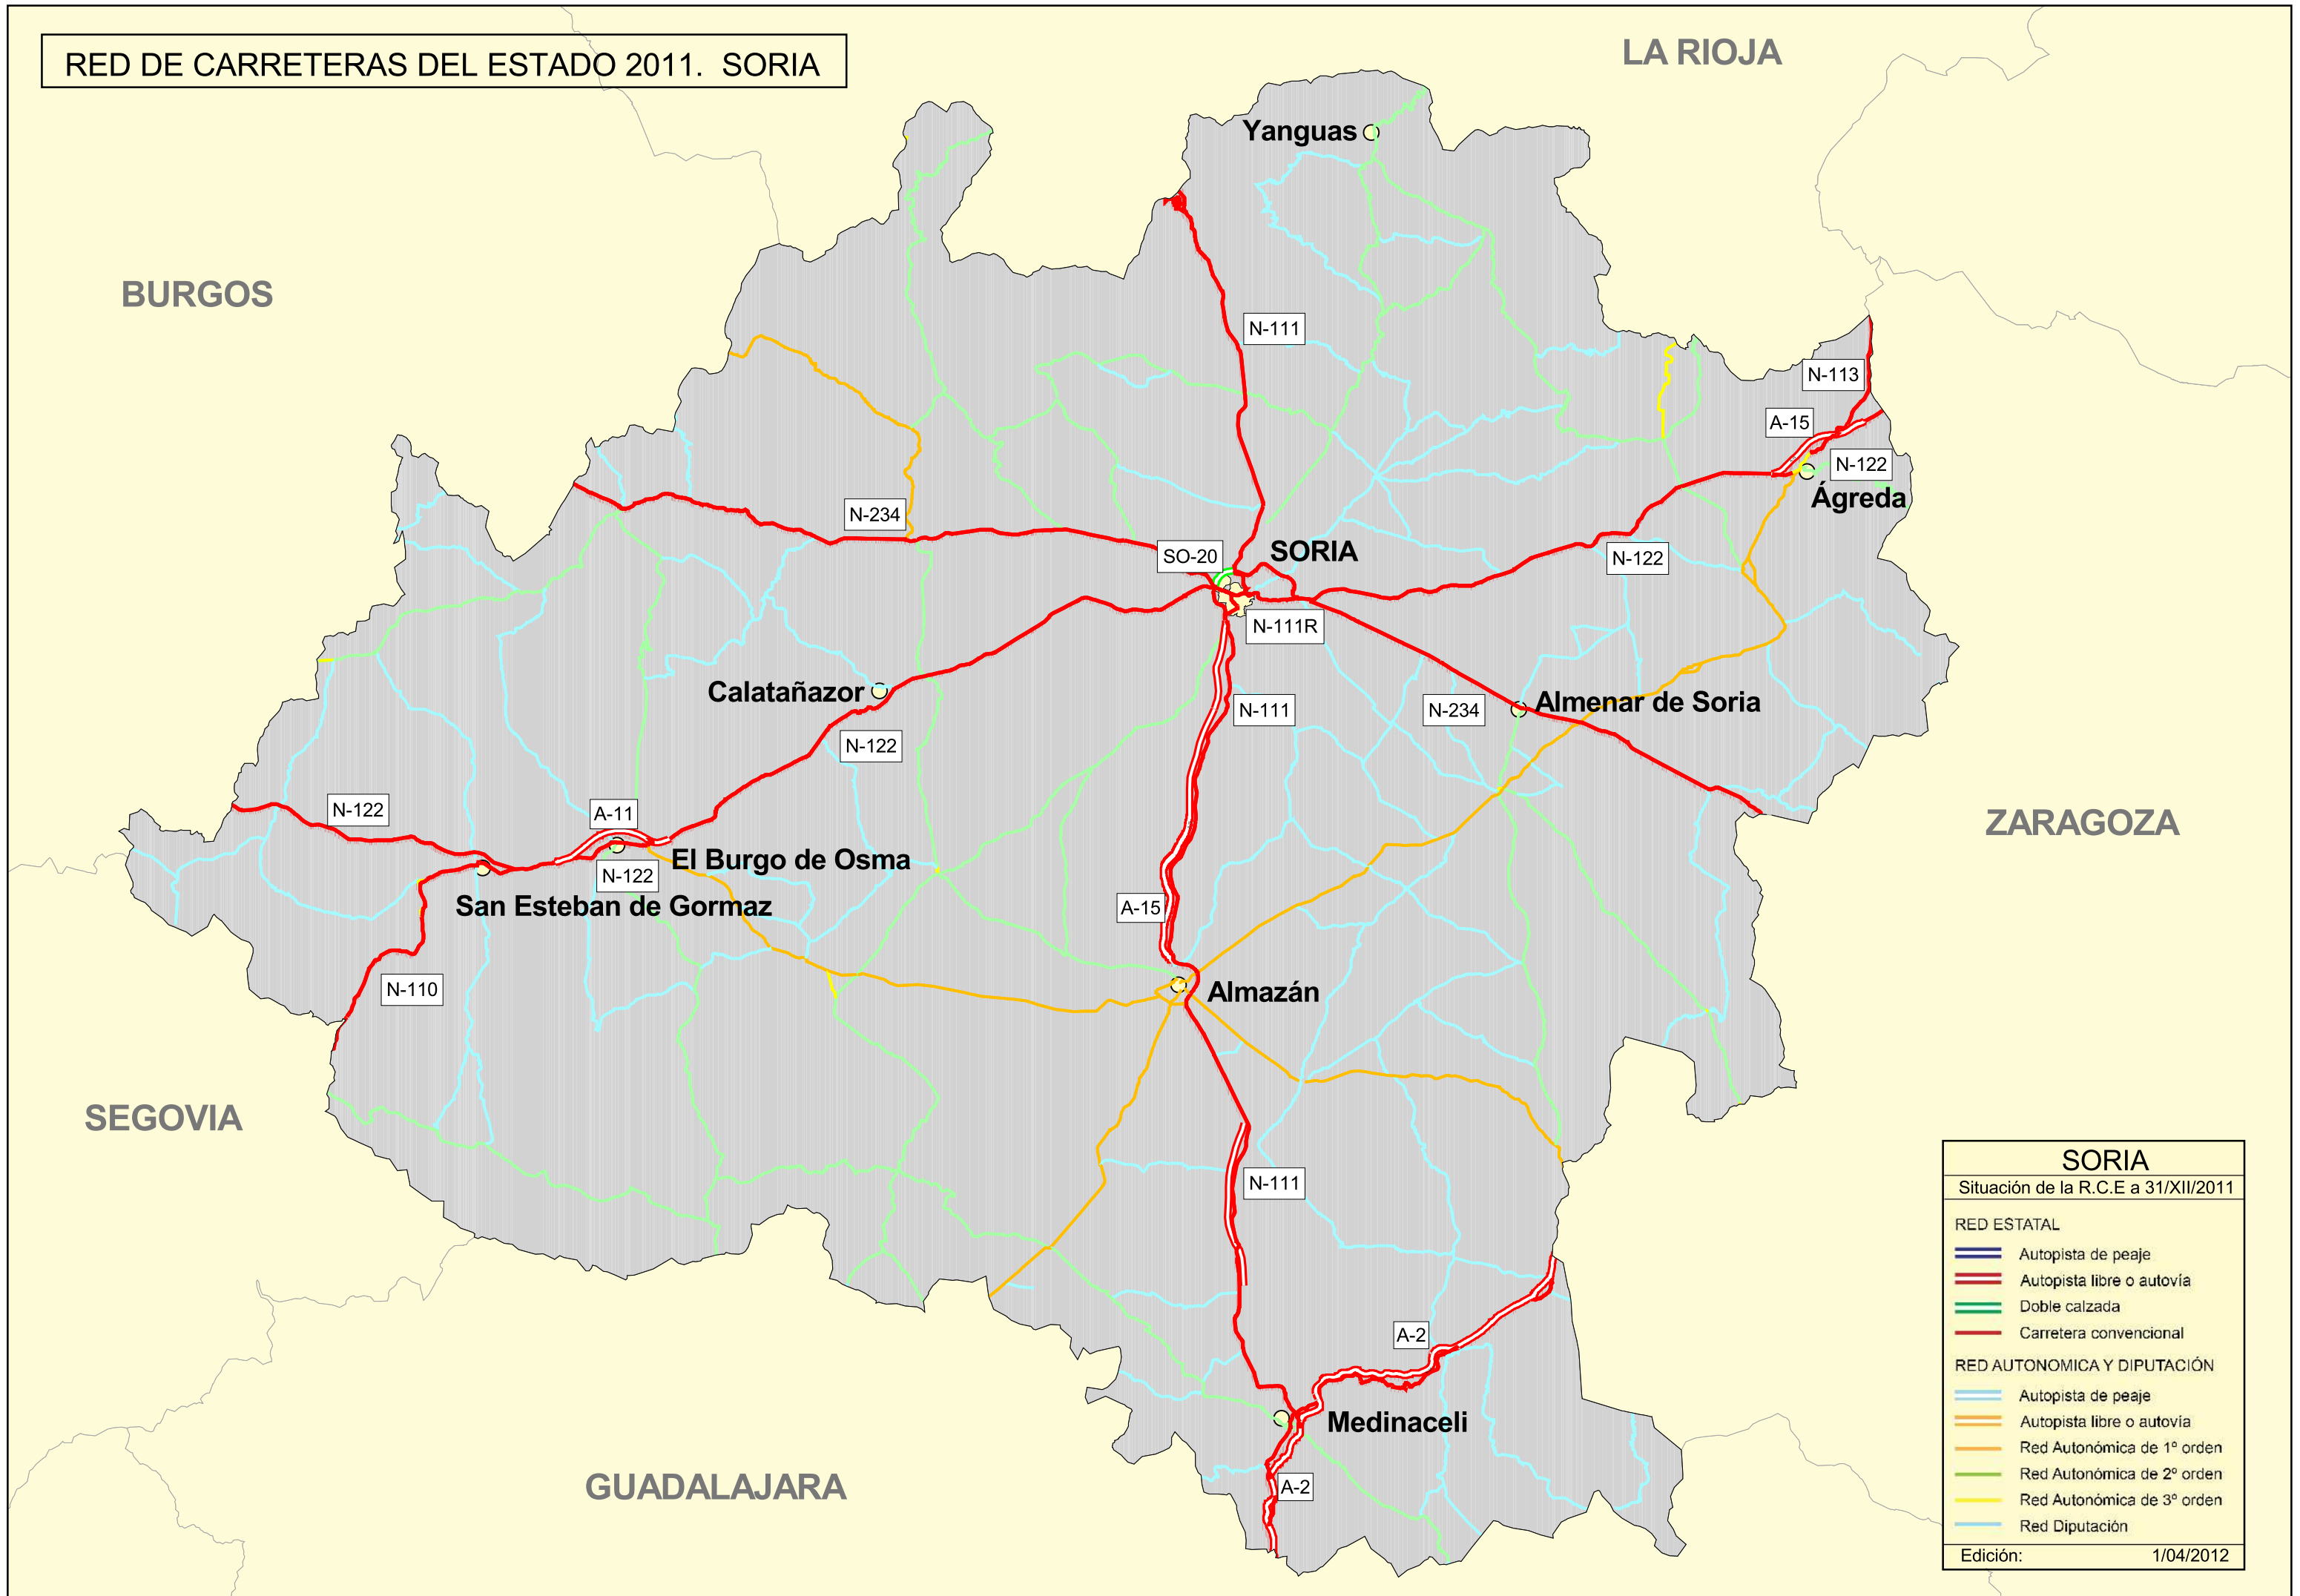 RED DE CARRETERAS DEL ESTADO 2011. SORIA
LA RIOJA
Yanguas
BURGOS
N-111
N-113
A-15
N-122
Ágreda
N-234
SO-20
SORIA
N-122
N-111R
Calatañazor
N-111
N-234
Almenar de Soria
N-122
N-122
A-11
ZARAGOZA
El Burgo de Osma
N-122
San Esteban de Gormaz
A-15
N-110
Almazán
SEGOVIA
N-111
A-2
Medinaceli
GUADALAJARA
A-2
SORIA
Situación de la R.C.E a 31/XII/2011
RED ESTATAL
Autopista de peaje
Autopista libre o autovía
Doble calzada
Carretera convencional
RED AUTONOMICA Y DIPUTACIÓN
Autopista de peaje
Autopista libre o autovía
Red Autonómica de 1º orden
Red Autonómica de 2º orden
Red Autonómica de 3º orden
Red Diputación
Edición: 1/04/2012